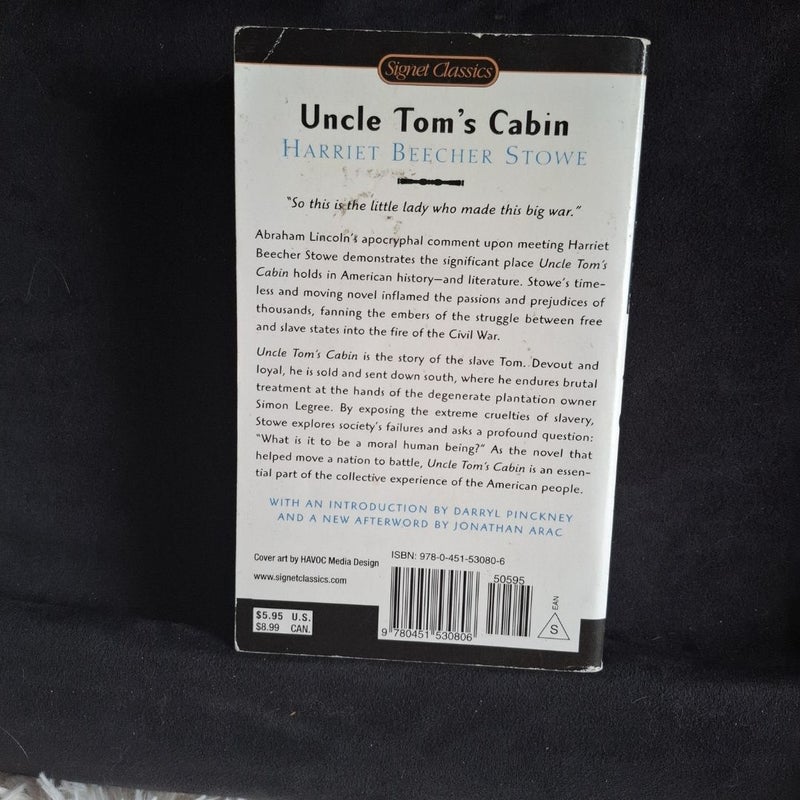 Signet Classics
Uncle Tom's Cabin
HARRIET BEECHER STOWE
"So this is the little lady who made this big war."
Abraham Lincoln's apocryphal comment upon meeting Harriet
Beecher Stowe demonstrates the significant place Uncle Tom's
Cabin holds in American history—and literature. Stowe's time-
less and moving novel inflamed the passions and prejudices of
thousands, fanning the embers of the struggle between free
and slave states into the fire of the Civil War.
Uncle Tom's Cabin is the story of the slave Tom. Devout and
loyal, he is sold and sent down south, where he endures brutal
treatment at the hands of the degenerate plantation owner
Simon Legree. By exposing the extreme cruelties of slavery,
Stowe explores society's failures and asks a profound question:
"What is it to be a moral human being?" As the novel that
helped move a nation to battle, Uncle Tom's Cabin is an essen-
tial part of the collective experience of the American people.
WITH AN INTRODUCTION BY DARRYL PINCKNEY
AND A NEW AFTERWORD BY JONATHAN ARAC
Cover art by HAVOC Media Design
www.signetclassics.com
ISBN: 978-0-451-53080-6
50595
EAN
S
$5.95 U.S.
$8.99 CAN.
9 780451 530806